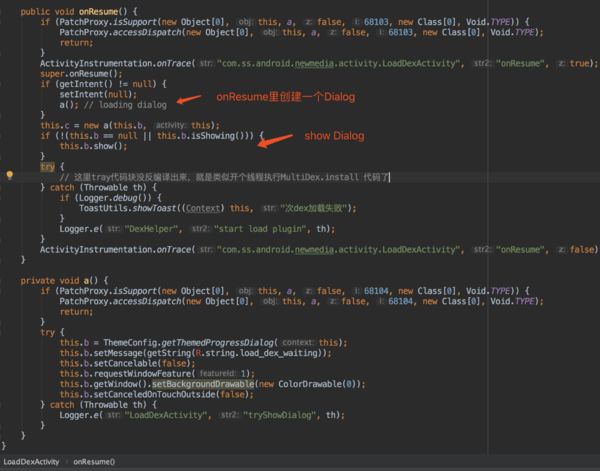 public void onResume() {
if (PatchProxy.isSupport(new Object[0], obj: this, a, z: false, i: 68103, new Class[0], Void.TYPE)) {
PatchProxy.accessDispatch(new Object[0], obj: this, a, z: false, i: 68103, new Class[0], Void.TYPE);
return;
}
ActivityInstrumentation.onTrace( str: "com.ss.android.newmedia.activity.LoadDexActivity", str2: "onResume", z: true);
super.onResume();
if (getIntent() != null) {
setIntent(null);
a(); // loading dialog
onResume里创建一个Dialog
}
this.c = new a(this.b, activity: this);
if (!(this.b == null || this.b.isShowing())) {
show Dialog
this.b.show();
}
try {
// 这里tray代码块没反编译出来，就是类似开个线程执行MultiDex.install 代码了
} catch (Throwable th) {
if (Logger.debug()) {
ToastUtils.showToast((Context) this, "次dex加载失败");
}
Logger.e( str: "DexHelper", str2: "start load plugin", th);
}
ActivityInstrumentation.onTrace( str: "com.ss.android.newmedia.activity.LoadDexActivity", str2: "onResume", z: false)
}
private void a() {
if (PatchProxy.isSupport(new Object[0], obj: this, a, z: false, i: 68104, new Class[0], Void.TYPE)) {
PatchProxy.accessDispatch(new Object[0], obj: this, a, z: false, i: 68104, new Class[0], Void.TYPE);
return;
}
try {
this.b = ThemeConfig.getThemedProgressDialog( context: this);
this.b.setMessage(getString(R.string.load_dex_waiting));
this.b.setCancelable(false);
this.b.requestWindowFeature( featureId: 1);
this.b.getWindow().setBackgroundDrawable(new ColorDrawable(0));
this.b.setCanceledOnTouchOutside(false);
} catch (Throwable th) {
Logger.e( str: "LoadDexActivity", str2: "tryShowDialog", th);
}
}
}
LoadDexActivity › onResume()